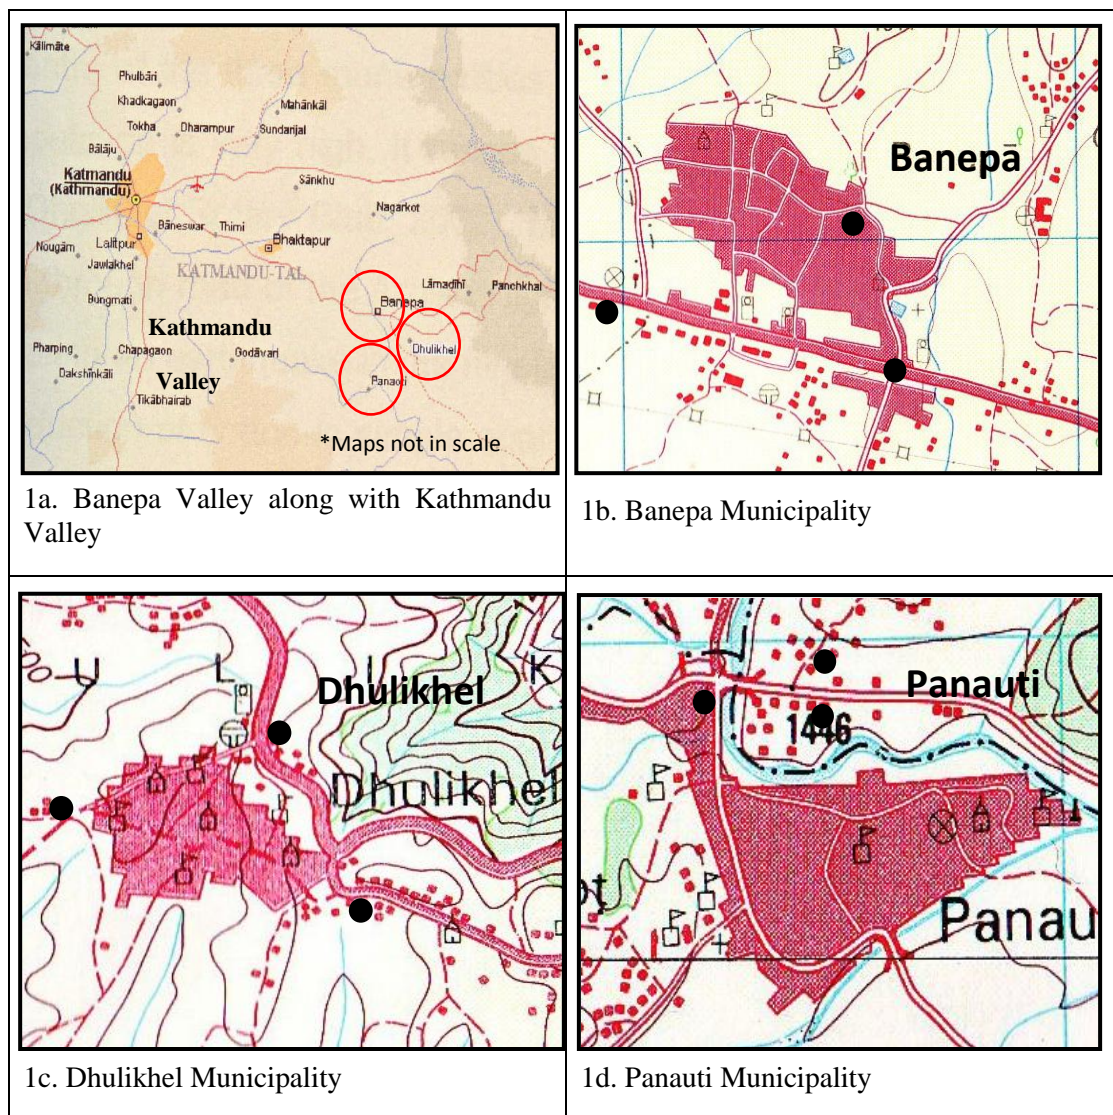 Kālimāte
Phulbāri
Khadkagaon
Mahānkāl
Tokha
Dharampur
Sundarijal
Bālāju
Katmandu
(Kathmandu)
Sānkhu
Nagarkot
Bāneswar
Thimi
Lalitpur
Bhaktapur
Nougām
Jawlakhel
KATMANDU-TAL
Lāmadihī
Panchkhal
Bungmati
Banepa
Kathmandu
Valley
Dhulikhel
Pharping
Chapagaon
Godāvari
Panaoti
Dakshinkāli
Tikābhairab
*Maps not in scale
1a. Banepa Valley along with Kathmandu
Valley
Banepā
1b. Banepa Municipality
U L I K
Dhulikhel
Dhulikhel
1c. Dhulikhel Municipality
Panauti
1446
ot
Panau
1d. Panauti Municipality